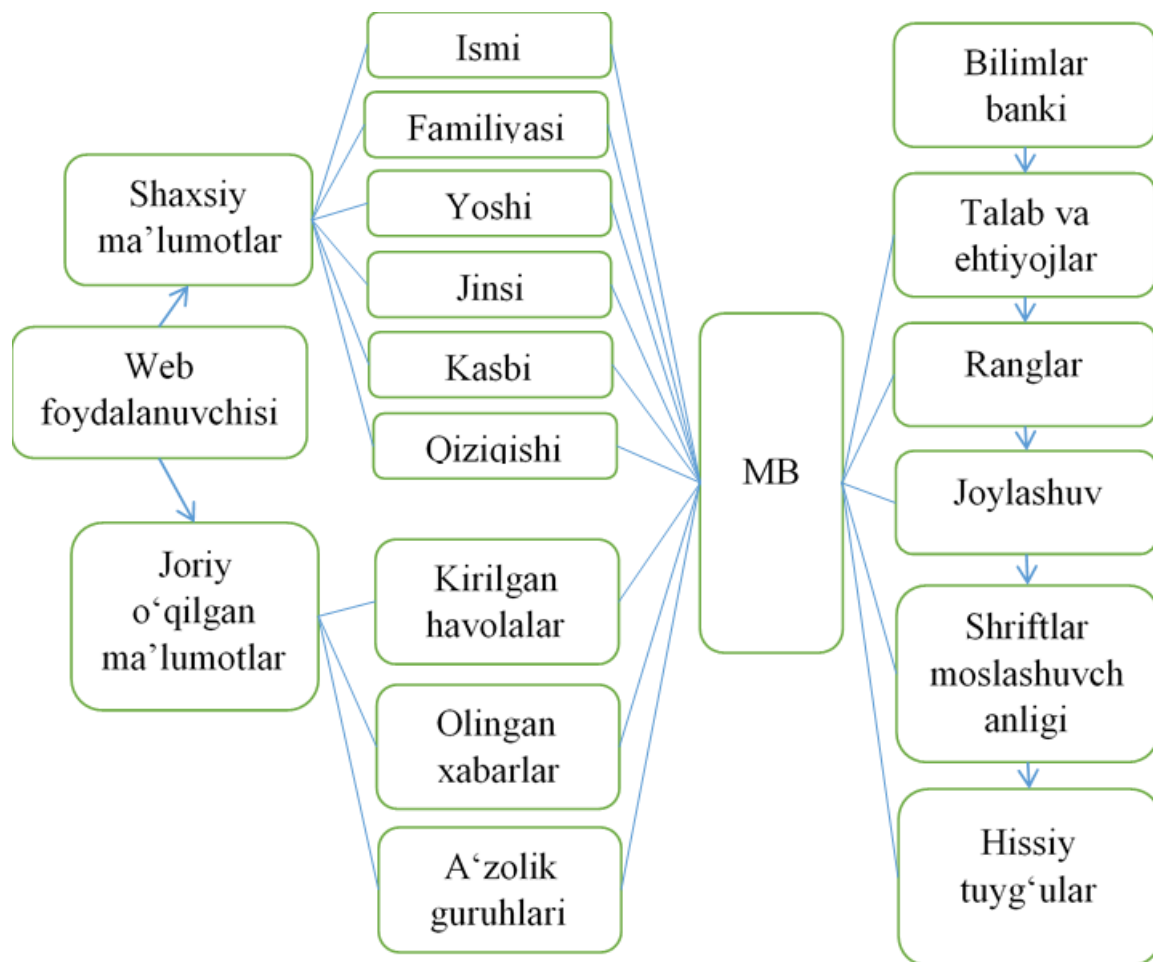 Ismi
Familiyasi
Yoshi
Jinsi
Kasbi
Qiziqishi
Shaxsiy
ma’lumotlar
Web
foydalanuvchisi
Joriy
o‘qilgan
ma’lumotlar
Kirilgan
havolalar
Olingan
xabarlar
A‘zolik
guruhlari
MB
Bilimlar
banki
Talab va
ehtiyojlar
Ranglar
Joylashuv
Shriftlar
moslashuvch
anligi
Hissiy
tuyg‘ular